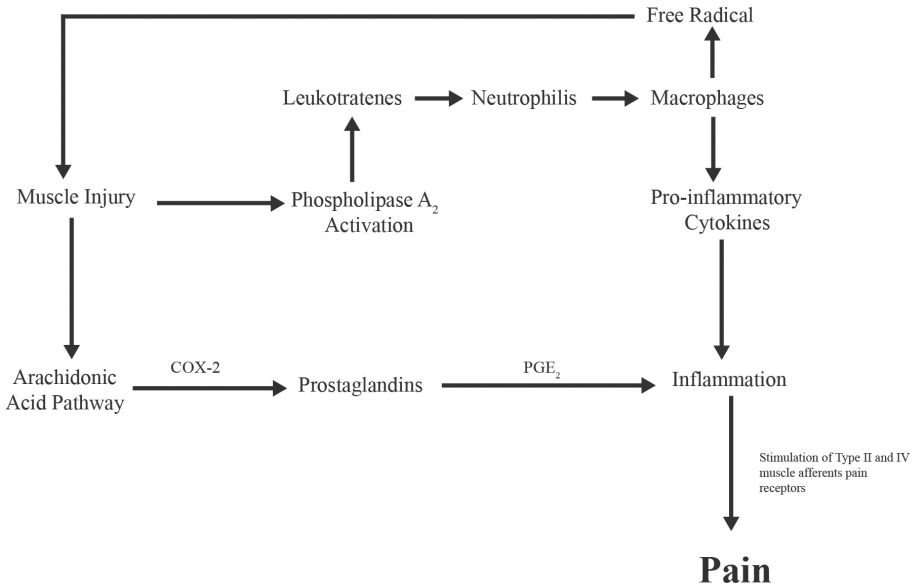 Free Radical
Leukotratenes
Neutrophilis
Macrophages
Muscle Injury
Phospholipase A₂
Activation
Pro-inflammatory
Cytokines
Arachidonic
Acid Pathway
COX-2
Prostaglandins
PGE₂
Inflammation
Stimulation of Type II and IV
muscle afferents pain
receptors
Pain